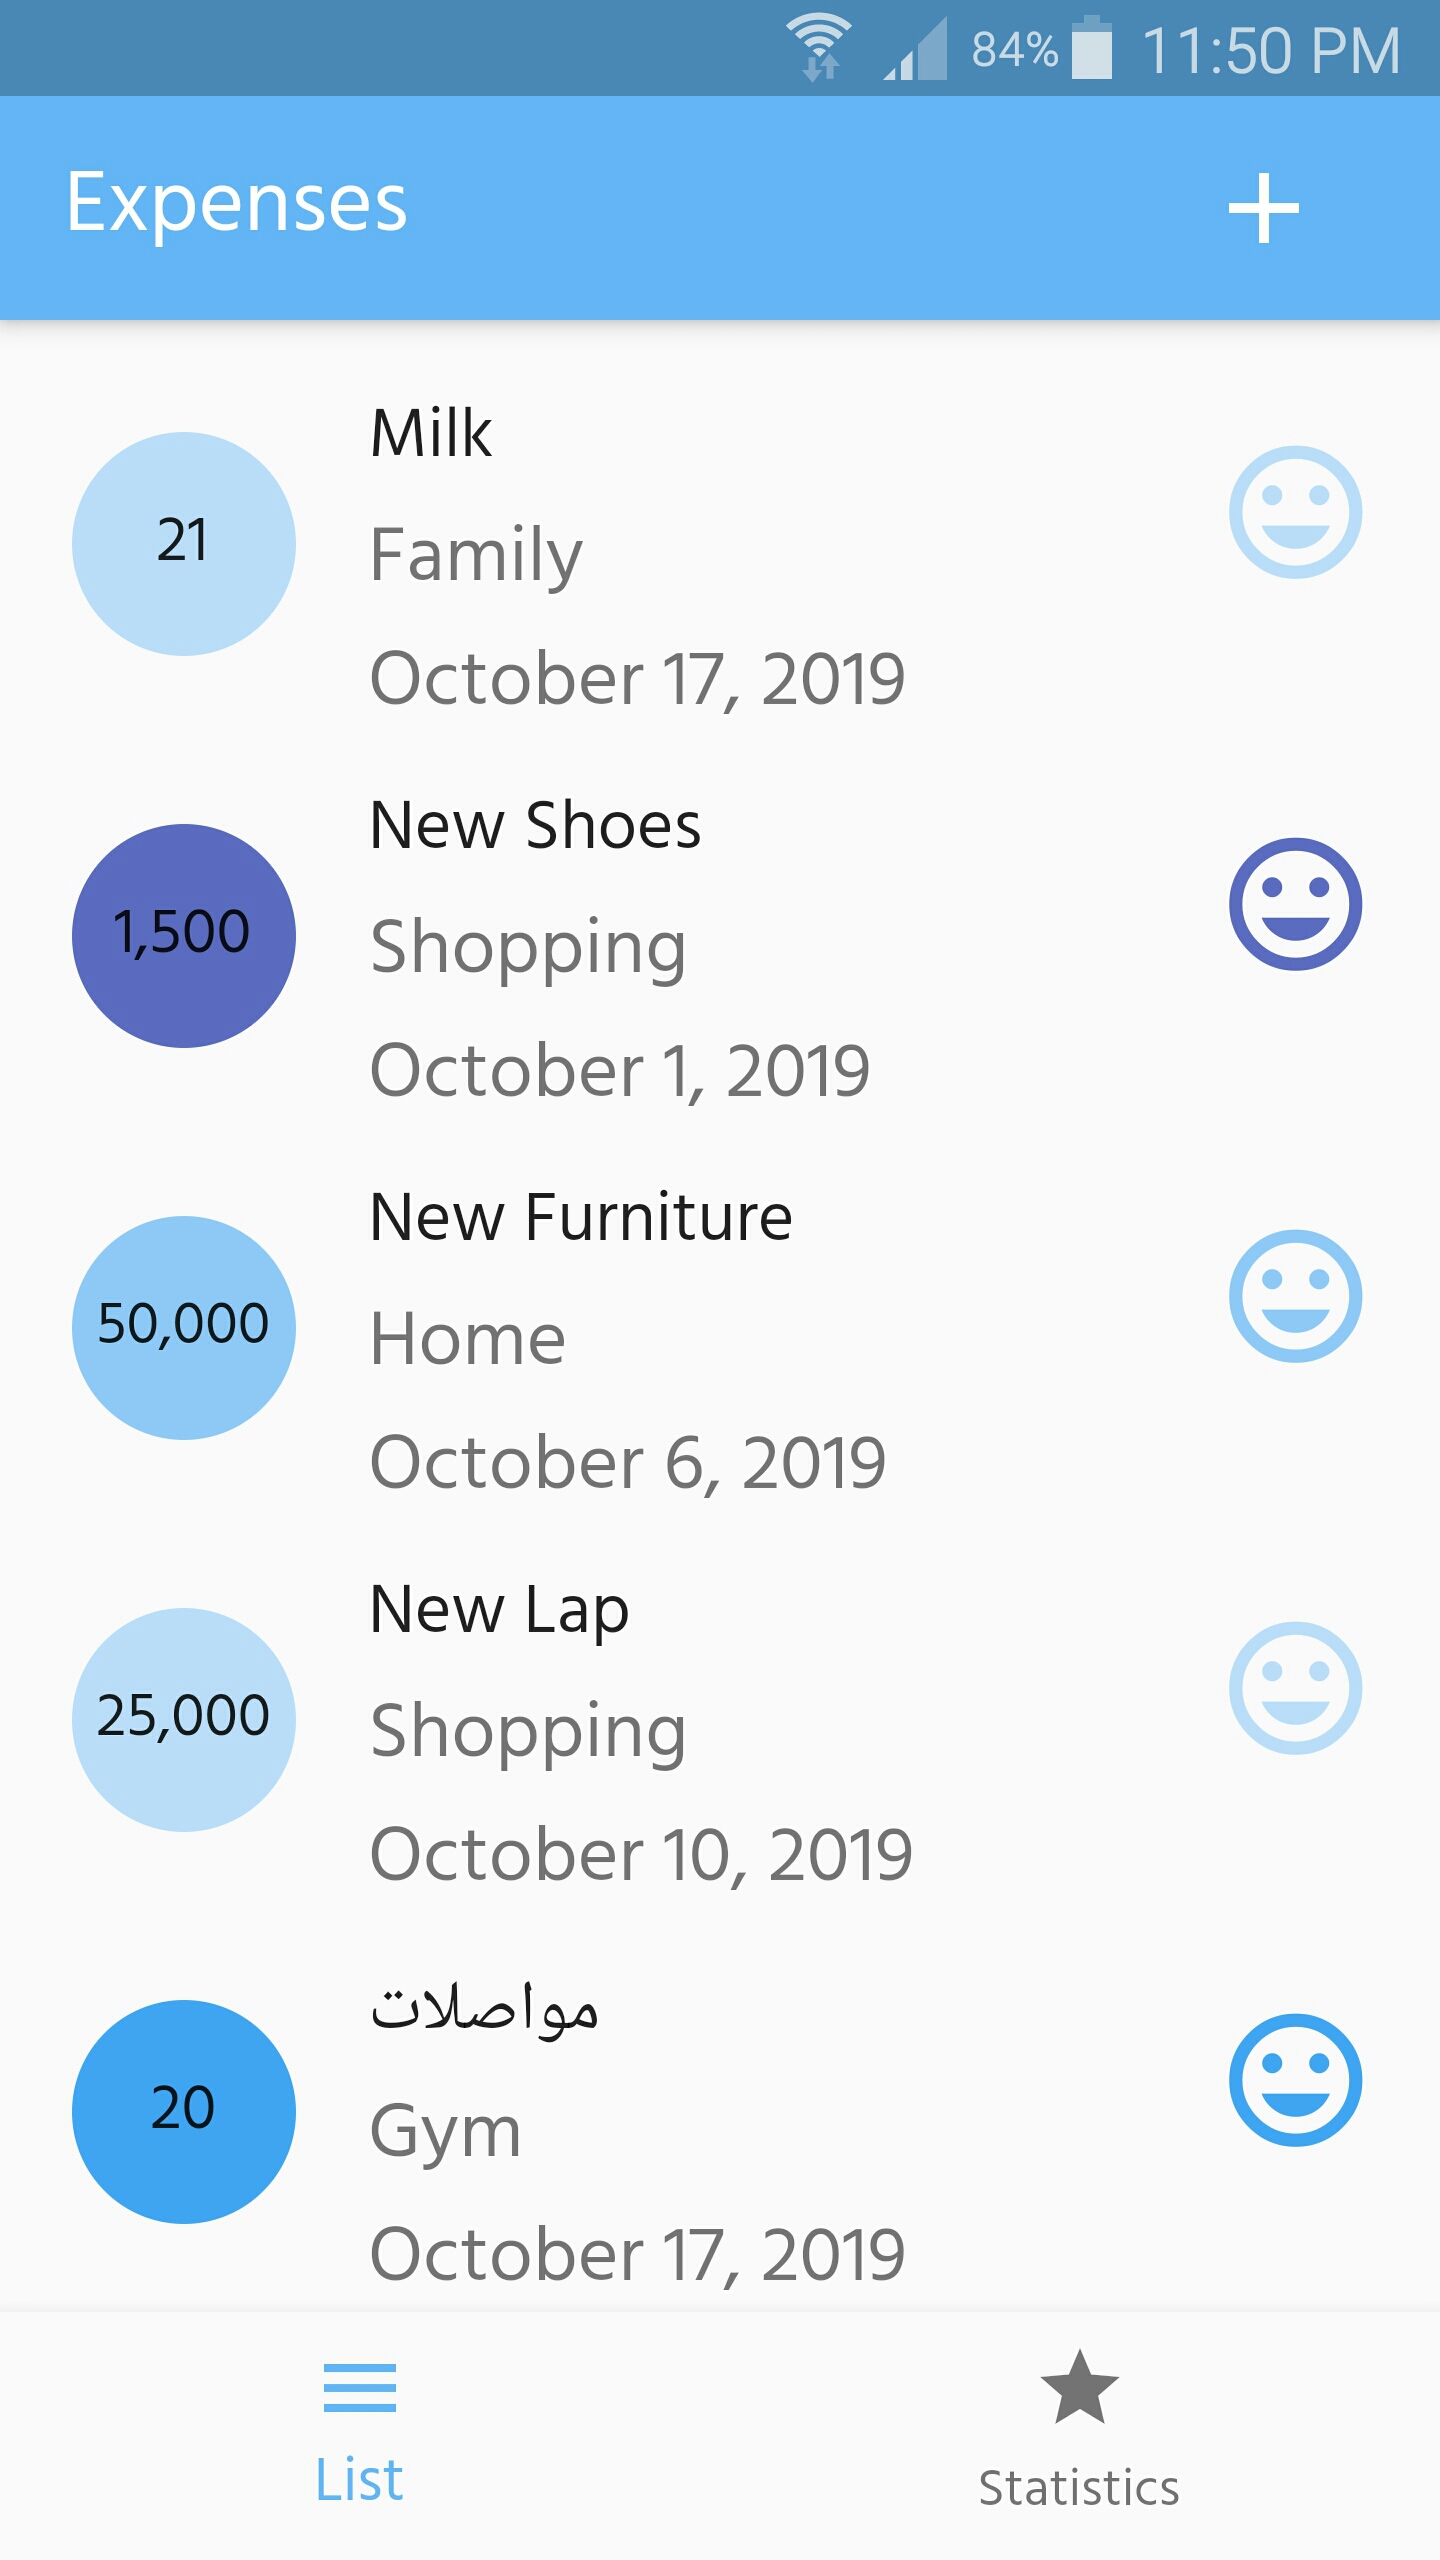 84% 11:50 PM
Expenses
Milk
21
Family
October 17, 2019
New Shoes
1,500
Shopping
October 1, 2019
New Furniture
50,000
Home
October 6, 2019
New Lap
25,000
Shopping
October 10, 2019
مواصلات
20
Gym
October 17, 2019
List
Statistics